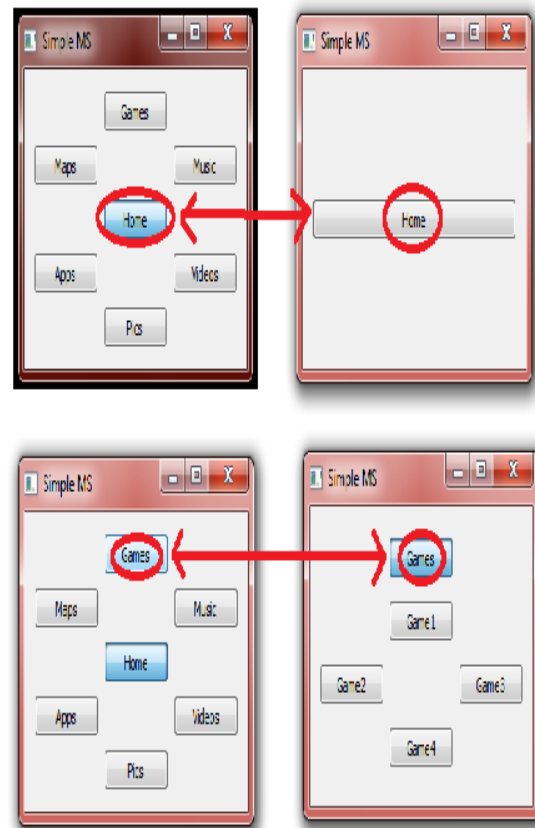 Simple MS
Games
Maps Music
Home
Apps Videos
Pics
Simple MS
Home
Simple MS
Games
Maps Music
Home
Apps Videos
Pics
Simple MS
Games
Game1
Game2 Game3
Game4